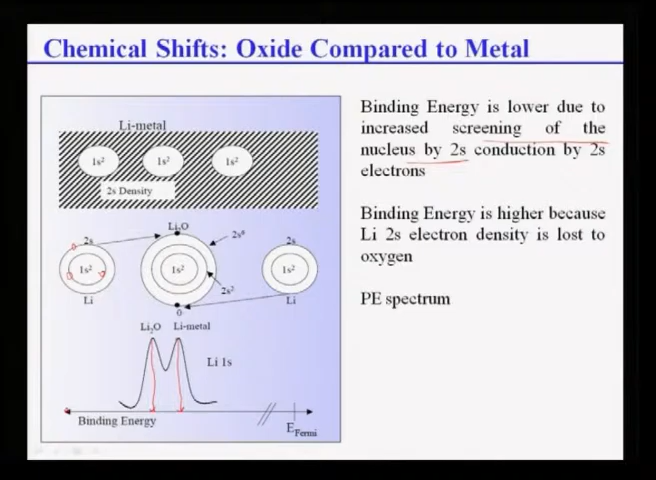 Chemical Shifts: Oxide Compared to Metal
Li-metal
1s² 1s² 1s²
2s Density
2s Li₂O 2s⁶ 2s
1s² 1s² 1s²
Li 2s² Li
O
Li₂O Li-metal
Li 1s
Binding Energy
E Fermi
Binding Energy is lower due to
increased screening of the
nucleus by 2s conduction by 2s
electrons
Binding Energy is higher because
Li 2s electron density is lost to
oxygen
PE spectrum